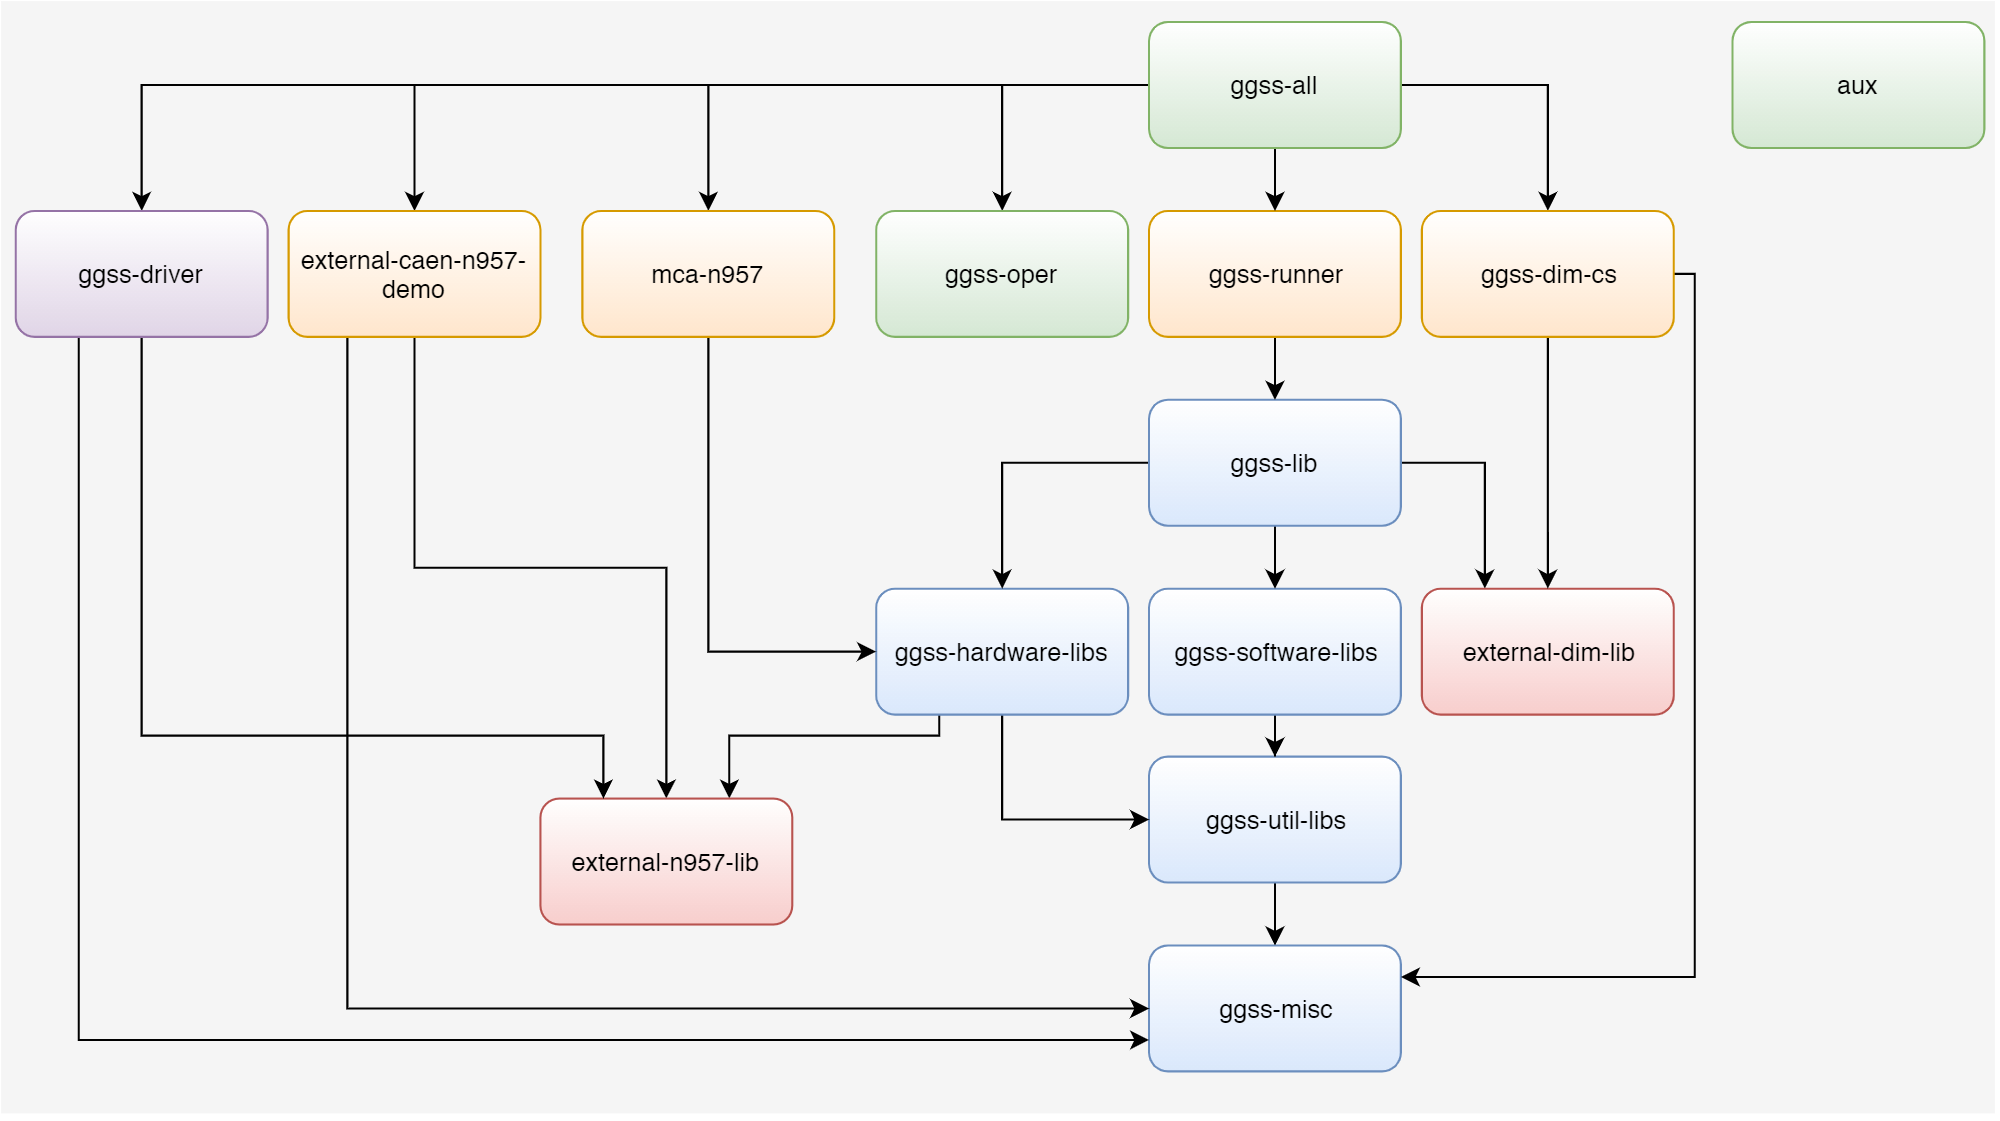 ggss-all
aux
ggss-driver
external-caen-n957-
demo
mca-n957
ggss-oper
ggss-runner
ggss-dim-cs
ggss-lib
ggss-hardware-libs
ggss-software-libs
external-dim-lib
ggss-util-libs
external-n957-lib
ggss-misc